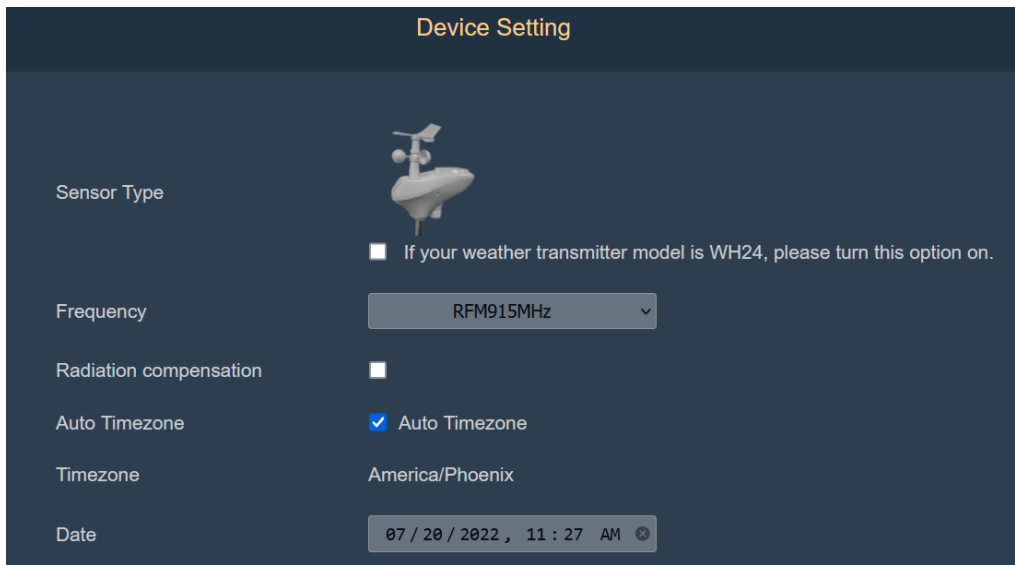 Device Setting
Sensor Type
If your weather transmitter model is WH24, please turn this option on.
Frequency RFM915MHz
Radiation compensation
Auto Timezone Auto Timezone
Timezone America/Phoenix
Date 07/20/2022, 11:27 AM